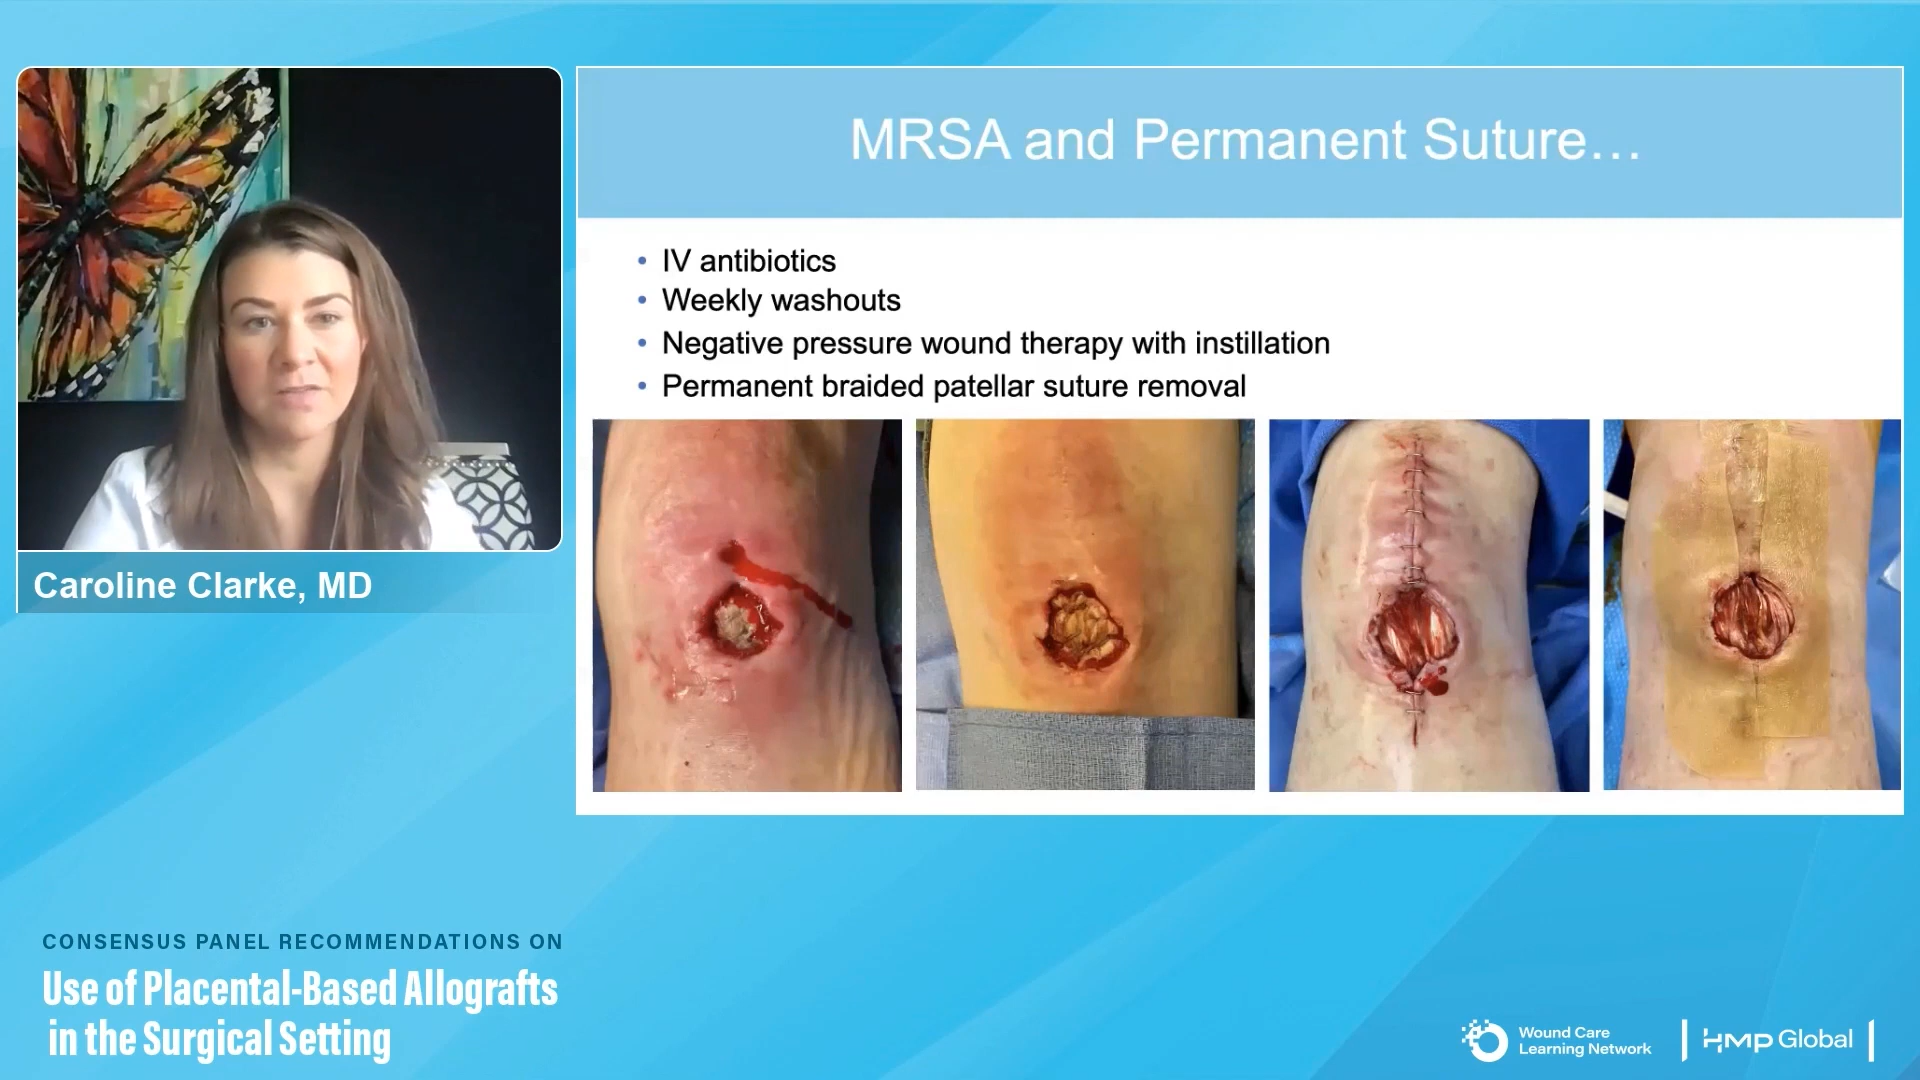 MRSA and Permanent Suture…
• IV antibiotics
• Weekly washouts
• Negative pressure wound therapy with instillation
• Permanent braided patellar suture removal
Caroline Clarke, MD
CONSENSUS PANEL RECOMMENDATIONS ON
Use of Placental-Based Allografts
in the Surgical Setting
Wound Care
Learning Network
HMP Global